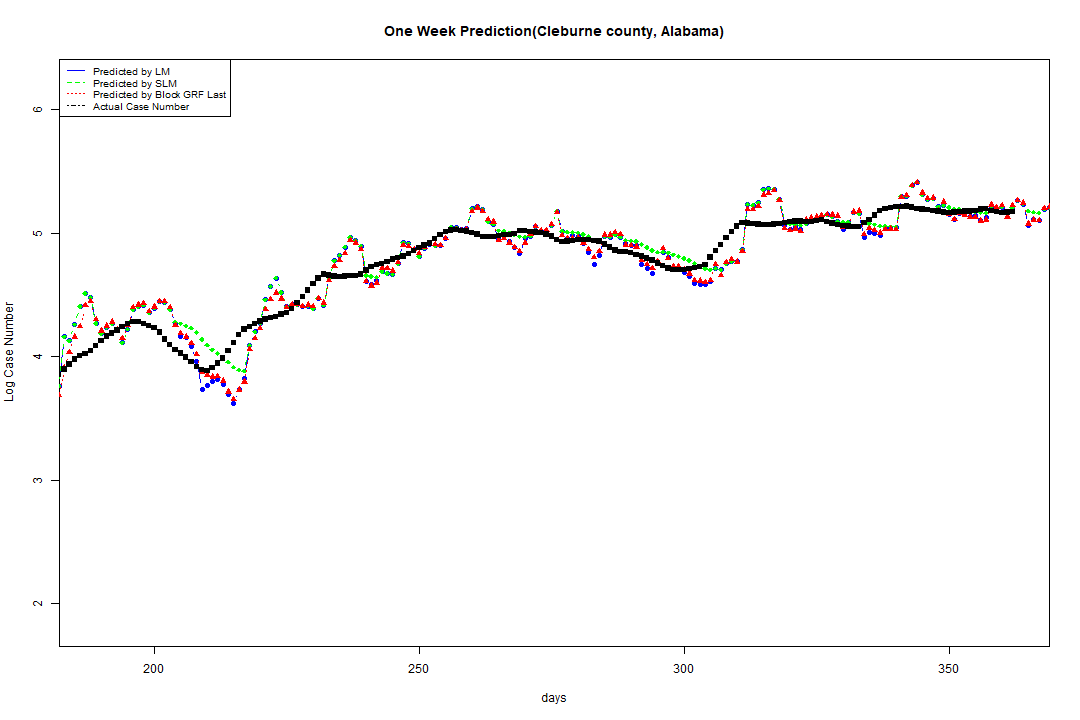 One Week Prediction(Cleburne county, Alabama)
Predicted by LM
Predicted by SLM
Predicted by Block GRF Last
Actual Case Number
6
5
4
3
2
Log Case Number
200
250
300
350
days